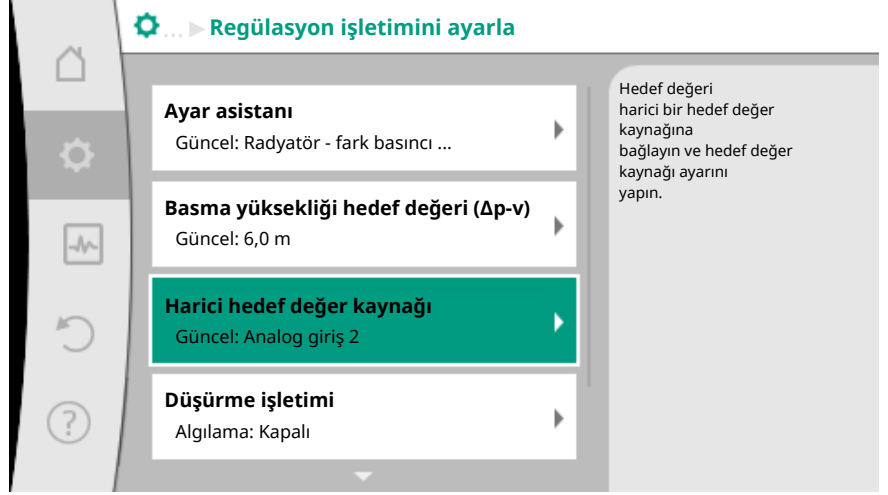 ... Regülasyon işletimini ayarla
Ayar asistanı
Güncel: Radyatör - fark basıncı ...
Basma yüksekliği hedef değeri (Δp-v)
Güncel: 6,0 m
Harici hedef değer kaynağı
Güncel: Analog giriş 2
Düşürme işletimi
Algılama: Kapalı
Hedef değeri
harici bir hedef değer
kaynağına
bağlayın ve hedef değer
kaynağı ayarını
yapın.